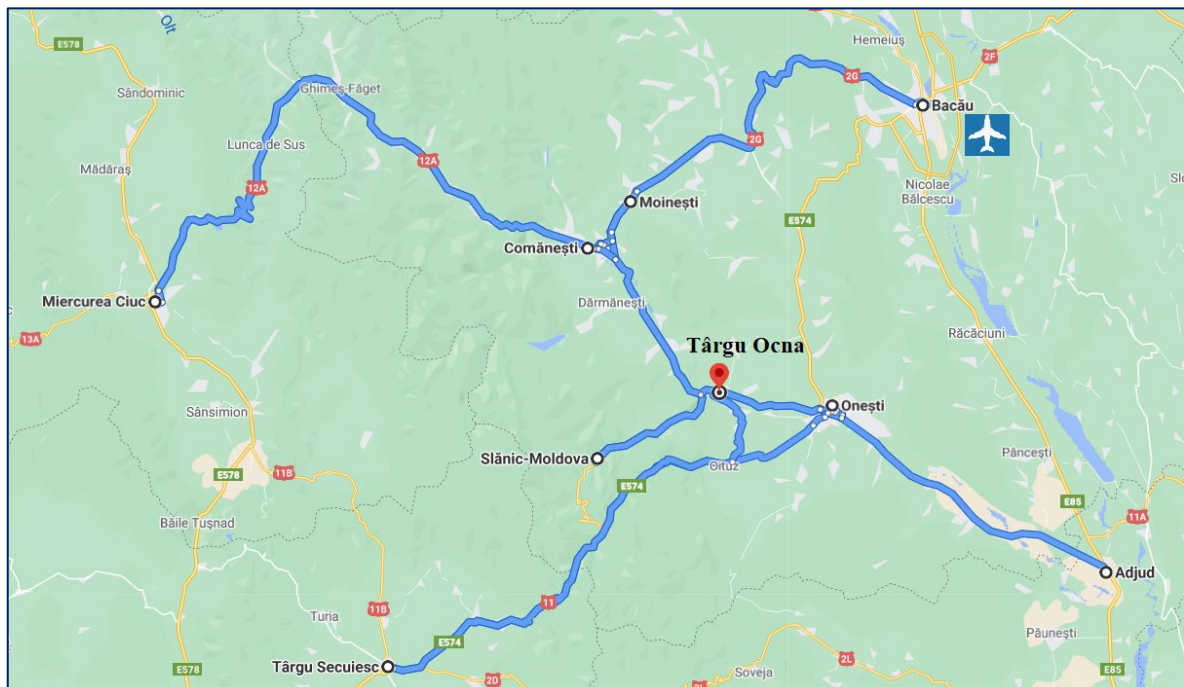 Olt
E578
Hemeiuș
2F
Sândominic
Ghimeș-Făget
2G
Bacău
Lunca de Sus
12A
2G
Mădăraș
12A
Nicolae
Bălcescu
Moinești
E574
Comănești
Miercurea Ciuc
Dărmănești
13A
Răcăciuni
Târgu Ocna
Sânsimion
Onești
Slănic-Moldova
Oituz
Pâncești
E578
11B
E574
E85
11A
Băile Tușnad
Adjud
11
Turia
11B
Păunești
E574
Târgu Secuiesc
E578
2D
Soveja
2L
E85